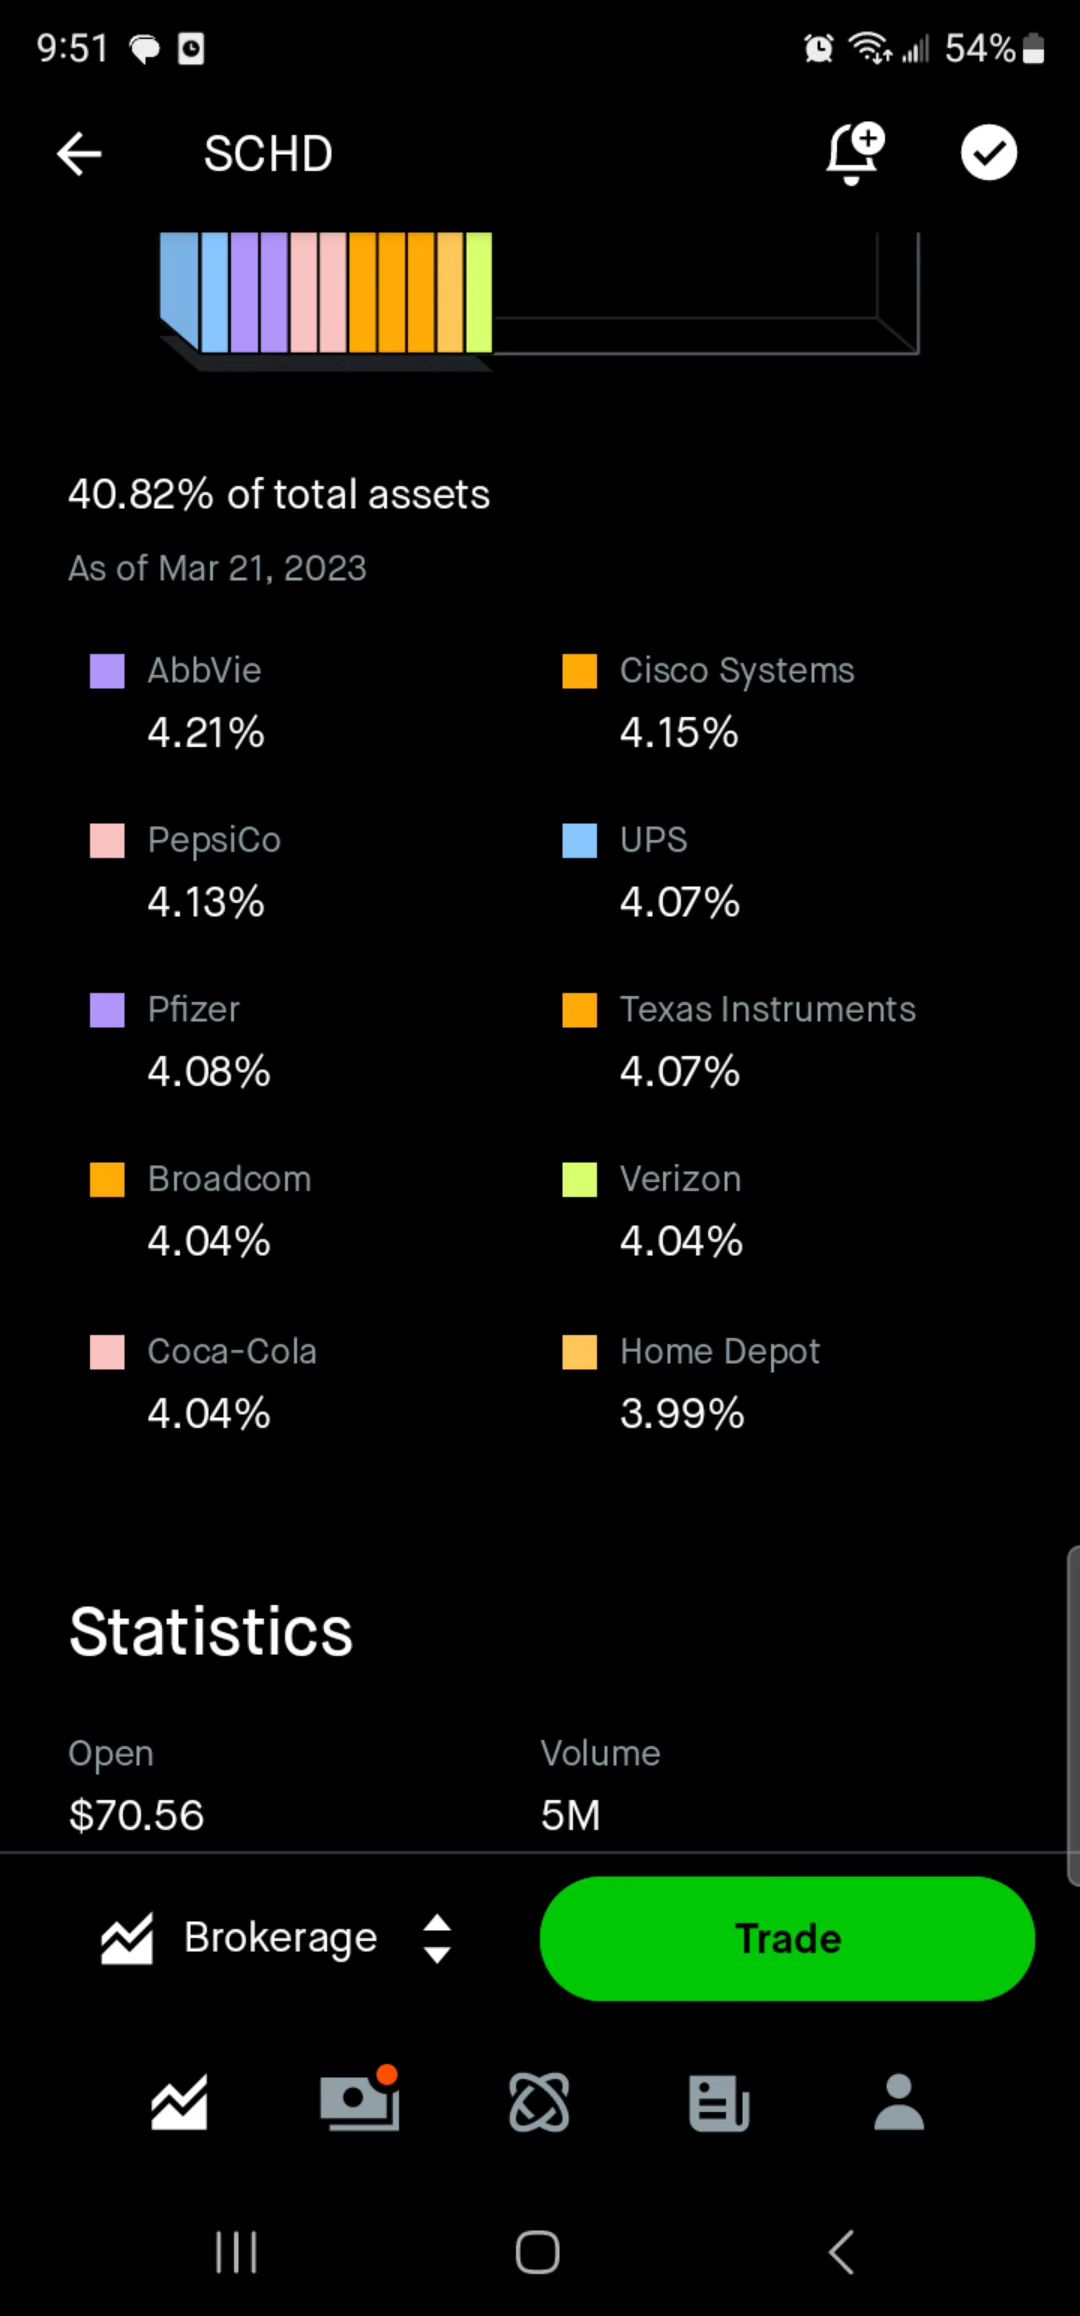 9:51
54%
SCHD
40.82% of total assets
As of Mar 21, 2023
AbbVie
4.21%
Cisco Systems
4.15%
PepsiCo
4.13%
UPS
4.07%
Pfizer
4.08%
Texas Instruments
4.07%
Broadcom
4.04%
Verizon
4.04%
Coca-Cola
4.04%
Home Depot
3.99%
Statistics
Open
$70.56
Volume
5M
Brokerage
Trade